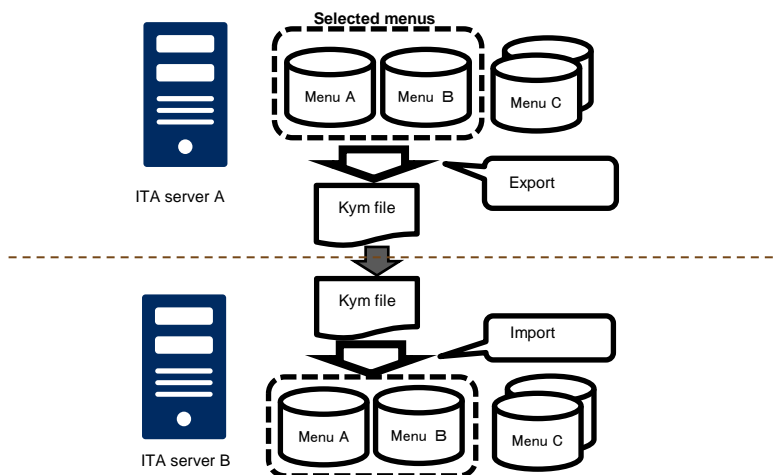 Selected menus
Menu A
Menu B
Menu C
ITA server A
Export
Kym file
Kym file
Import
Menu A
Menu B
Menu C
ITA server B